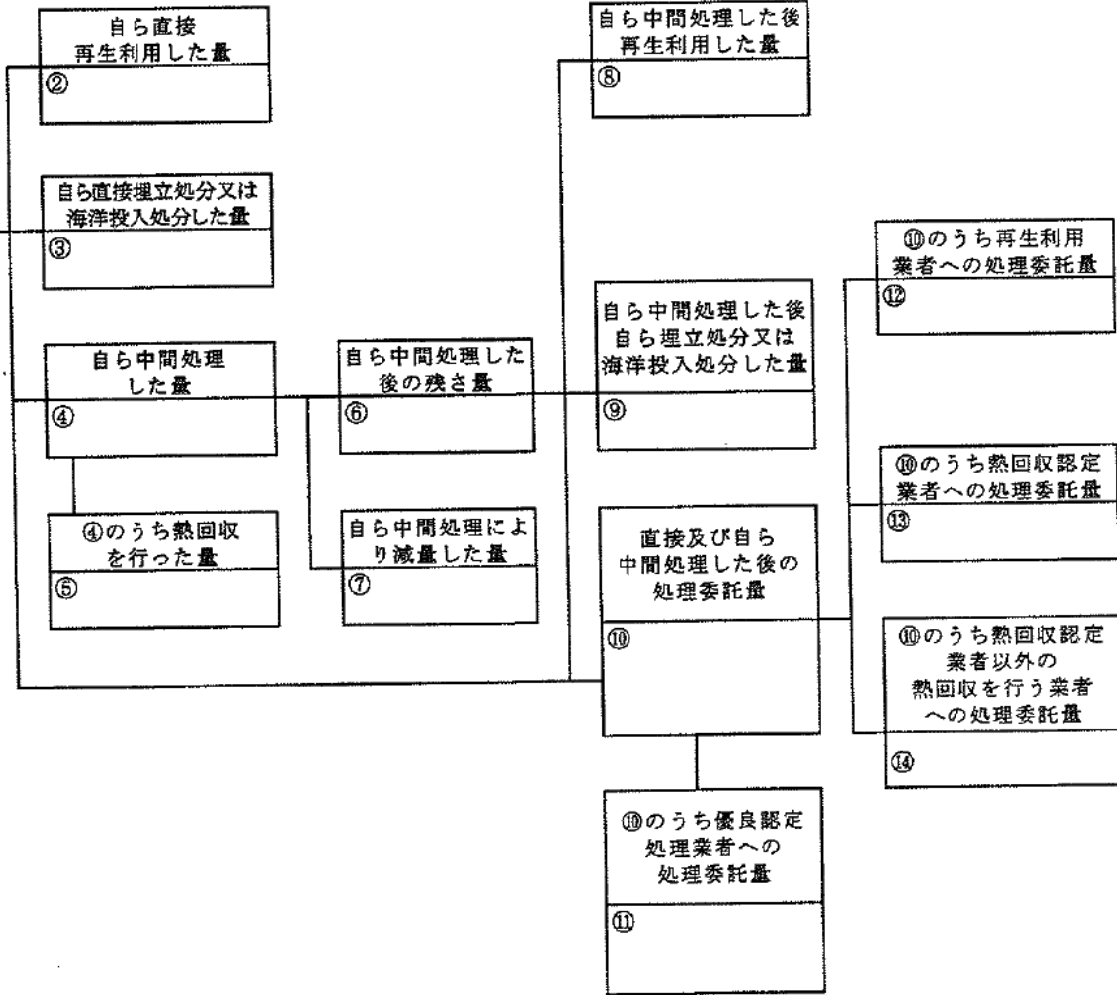 自ら直接
再生利用した量
②
自ら直接埋立処分又は
海洋投入処分した量
③
自ら中間処理
した量
④
④のうち熱回収
を行った量
⑤
自ら中間処理した
後の残さ量
⑥
自ら中間処理によ
り減量した量
⑦
自ら中間処理した後
再生利用した量
⑧
自ら中間処理した後
自ら埋立処分又は
海洋投入処分した量
⑨
直接及び自ら
中間処理した後の
処理委託量
⑩
⑩のうち優良認定
処理業者への
処理委託量
⑪
⑩のうち再生利用
業者への処理委託量
⑫
⑩のうち熱回収認定
業者への処理委託量
⑬
⑩のうち熱回収認定
業者以外の
熱回収を行う業者
への処理委託量
⑭